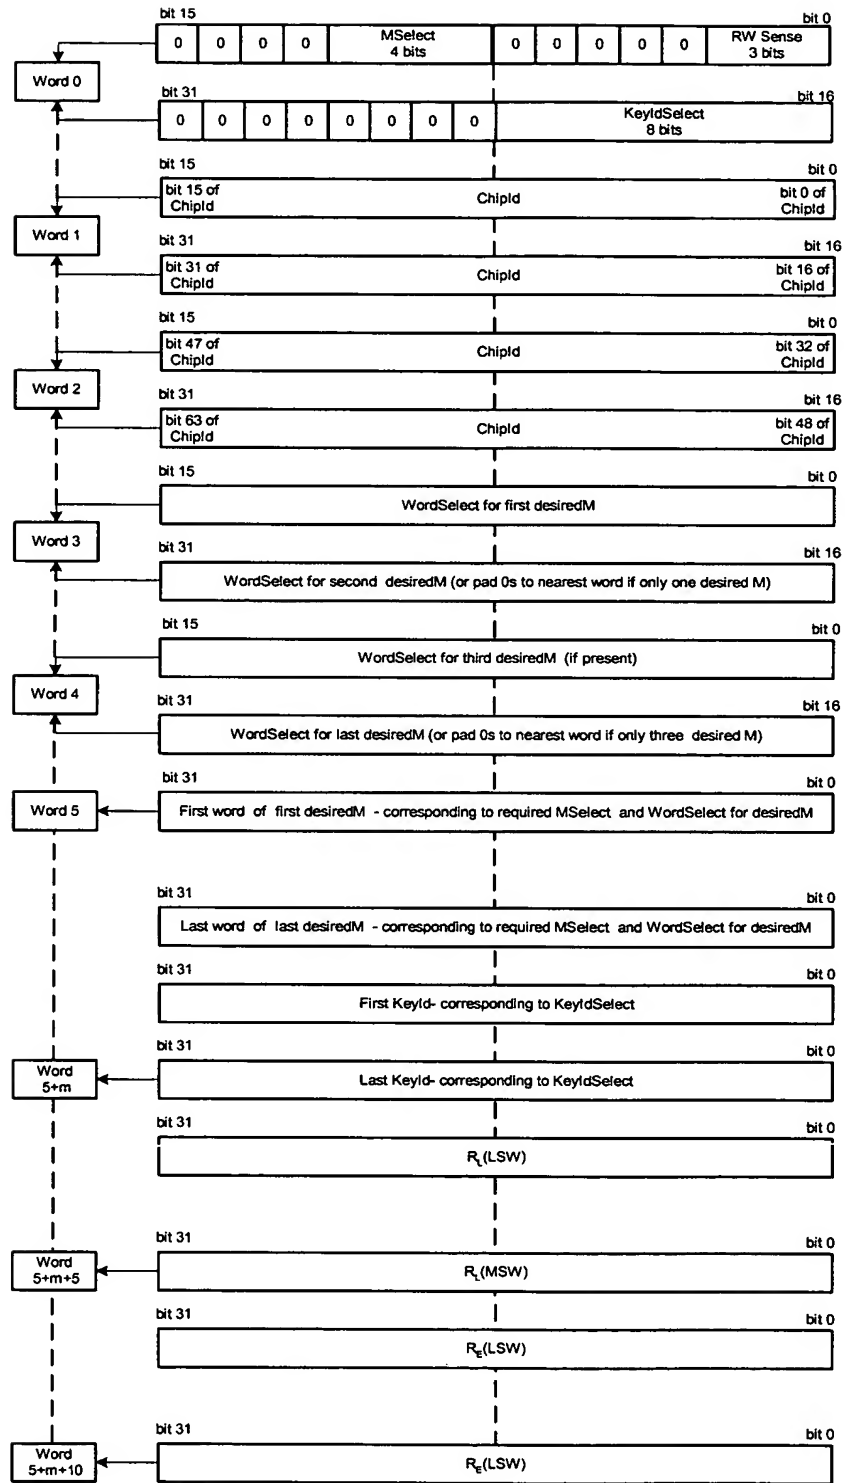 bit 15 bit 0
0 0 0 0 MSelect 0 0 0 0 0 RW Sense
4 bits 3 bits
Word 0
bit 31 bit 16
0 0 0 0 0 0 0 0 KeyIdSelect
8 bits
bit 15 bit 0
bit 15 of ChipId bit 0 of
ChipId ChipId
Word 1
bit 31 bit 16
bit 31 of ChipId bit 16 of
ChipId ChipId
bit 15 bit 0
bit 47 of ChipId bit 32 of
ChipId ChipId
Word 2
bit 31 bit 16
bit 63 of ChipId bit 48 of
ChipId ChipId
bit 15 bit 0
WordSelect for first desiredM
Word 3
bit 31 bit 16
WordSelect for second desiredM (or pad 0s to nearest word if only one desired M)
bit 15 bit 0
WordSelect for third desiredM (if present)
Word 4
bit 31 bit 16
WordSelect for last desiredM (or pad 0s to nearest word if only three desired M)
bit 31 bit 0
Word 5 First word of first desiredM - corresponding to required MSelect and WordSelect for desiredM
bit 31 bit 0
Last word of last desiredM - corresponding to required MSelect and WordSelect for desiredM
bit 31 bit 0
First KeyId- corresponding to KeyIdSelect
bit 31 bit 0
Word
5+m Last KeyId- corresponding to KeyIdSelect
bit 31 bit 0
R_L(LSW)
bit 31 bit 0
Word
5+m+5 R_L(MSW)
bit 31 bit 0
R_E(LSW)
bit 31 bit 0
Word
5+m+10 R_E(LSW)